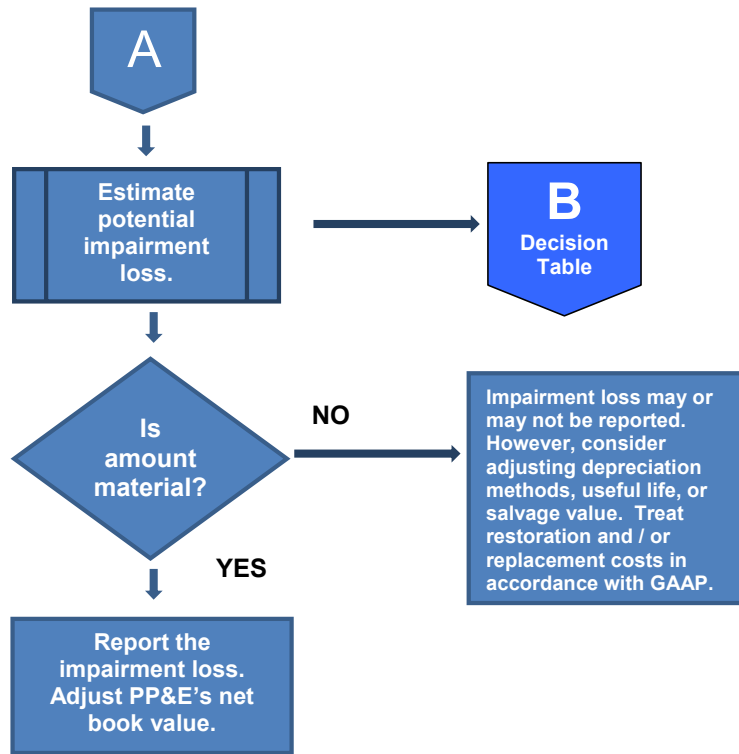 A
Estimate
potential
impairment
loss.
B
Decision
Table
Is
amount
material?
NO
Impairment loss may or
may not be reported.
However, consider
adjusting depreciation
methods, useful life, or
salvage value.  Treat
restoration and / or
replacement costs in
accordance with GAAP.
YES
Report the
impairment loss.
Adjust PP&E’s net
book value.